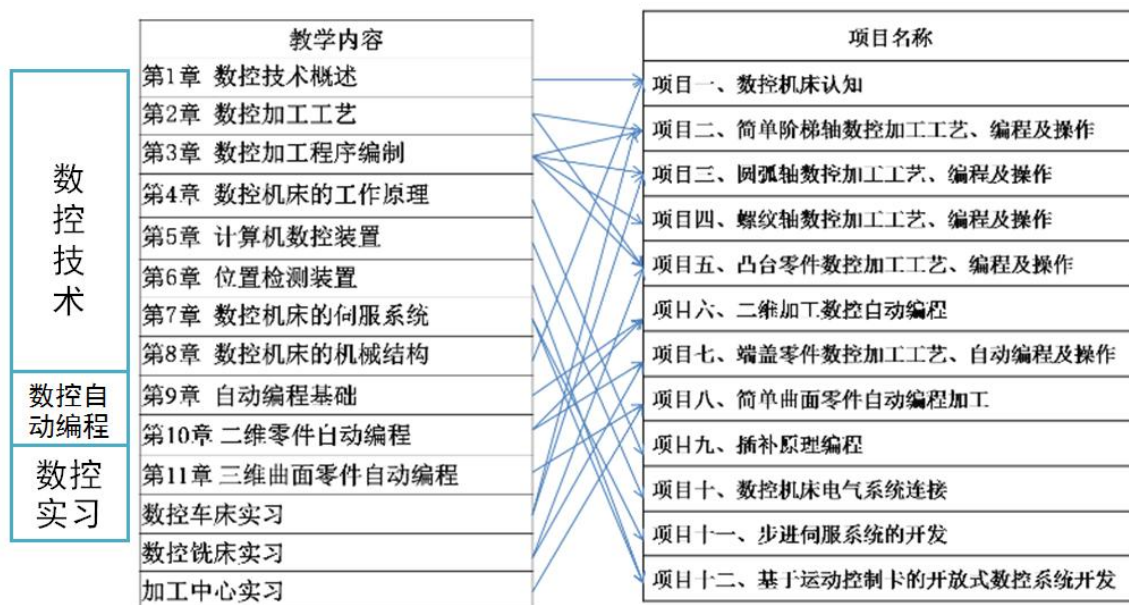 数
控
技
术
数控自
动编程
数控
实习
教学内容
第1章 数控技术概述
第2章 数控加工工艺
第3章 数控加工程序编制
第4章 数控机床的工作原理
第5章 计算机数控装置
第6章 位置检测装置
第7章 数控机床的伺服系统
第8章 数控机床的机械结构
第9章 自动编程基础
第10章 二维零件自动编程
第11章 三维曲面零件自动编程
数控车床实习
数控铣床实习
加工中心实习
项目名称
项目一、数控机床认知
项目二、简单阶梯轴数控加工工艺、编程及操作
项目三、圆弧轴数控加工工艺、编程及操作
项目四、螺纹轴数控加工工艺、编程及操作
项目五、凸台零件数控加工工艺、编程及操作
项目六、二维加工数控自动编程
项目七、端盖零件数控加工工艺、自动编程及操作
项目八、简单曲面零件自动编程加工
项目九、插补原理编程
项目十、数控机床电气系统连接
项目十一、步进伺服系统的开发
项目十二、基于运动控制卡的开放式数控系统开发